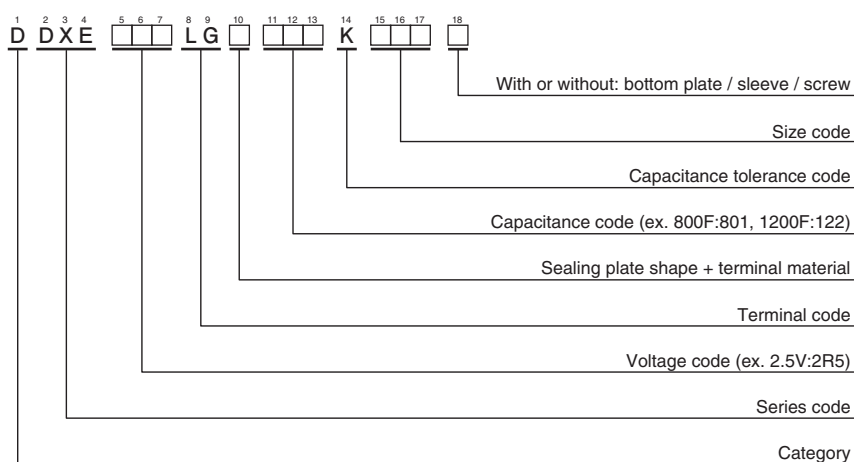 1 2 3 4 5 6 7 8 9 10 11 12 13 14 15 16 17 18
D DXE □□□ LG □ □□□ K □□□ □
With or without: bottom plate / sleeve / screw
Size code
Capacitance tolerance code
Capacitance code (ex. 800F:801, 1200F:122)
Sealing plate shape + terminal material
Terminal code
Voltage code (ex. 2.5V:2R5)
Series code
Category